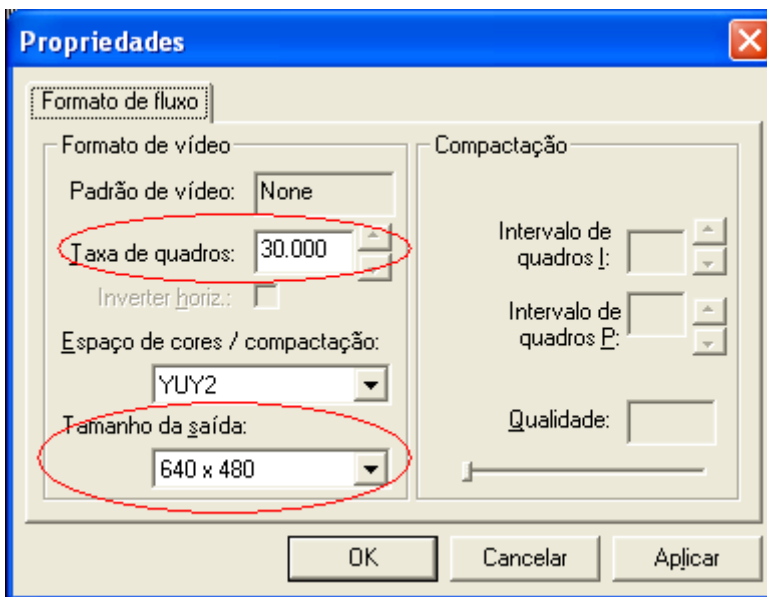 Propriedades
Formato de fluxo
Formato de vídeo
Padrão de vídeo: None
Taxa de quadros: 30.000
Inverter horiz.:
Espaço de cores / compactação:
YUY2
Tamanho da saída:
640 x 480
Compactação
Intervalo de
quadros I:
Intervalo de
quadros P:
Qualidade:
OK Cancelar Aplicar